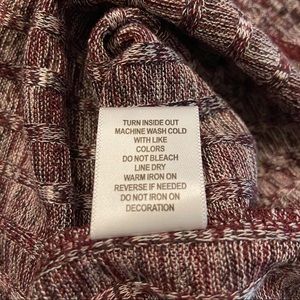 TURN INSIDE OUT
MACHINE WASH COLD
WITH LIKE
COLORS
DO NOT BLEACH
LINE DRY
WARM IRON ON
REVERSE IF NEEDED
DO NOT IRON ON
DECORATION